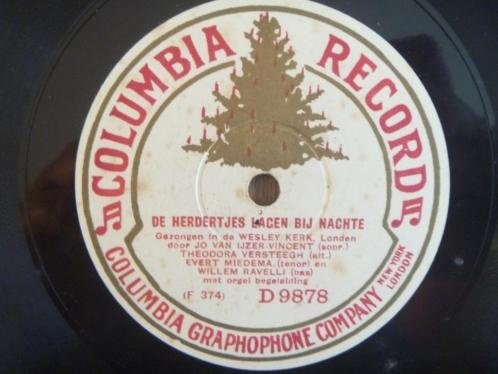 COLUMBIA RECORD
DE HERDERTJES LAGEN BIJ NACHTE
Gezongen in de WESLEY KERK, Londen
door JO VAN IJZER-VINCENT (sopr.)
THEODORA VERSTEEGH (alt.)
EVERT MIEDEMA (tenor) en
WILLEM RAVELLI (bas)
met orgel begeleiding
(F 374) D 9878
COLUMBIA GRAPHOPHONE COMPANY
NEW YORK
LONDON